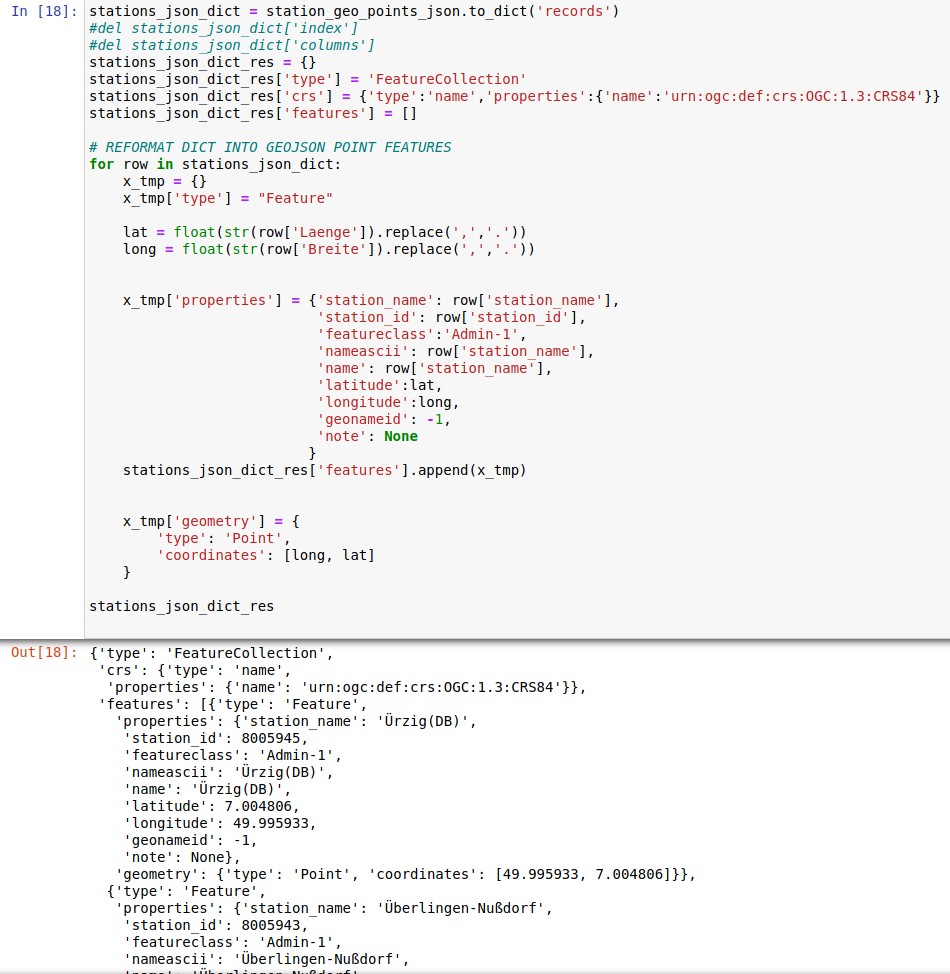 In [18]: stations_json_dict = station_geo_points_json.to_dict('records')
#del stations_json_dict['index']
#del stations_json_dict['columns']
stations_json_dict_res = {}
stations_json_dict_res['type'] = 'FeatureCollection'
stations_json_dict_res['crs'] = {'type':'name','properties':{'name':'urn:ogc:def:crs:OGC:1.3:CRS84'}}
stations_json_dict_res['features'] = []
# REFORMAT DICT INTO GEOJSON POINT FEATURES
for row in stations_json_dict:
x_tmp = {}
x_tmp['type'] = "Feature"
lat = float(str(row['Laenge']).replace(',','.'))
long = float(str(row['Breite']).replace(',','.'))
x_tmp['properties'] = {'station_name': row['station_name'],
'station_id': row['station_id'],
'featureclass':'Admin-1',
'nameascii': row['station_name'],
'name': row['station_name'],
'latitude':lat,
'longitude':long,
'geonameid': -1,
'note': None
}
stations_json_dict_res['features'].append(x_tmp)
x_tmp['geometry'] = {
'type': 'Point',
'coordinates': [long, lat]
}
stations_json_dict_res
Out[18]: {'type': 'FeatureCollection',
'crs': {'type': 'name',
'properties': {'name': 'urn:ogc:def:crs:OGC:1.3:CRS84'}},
'features': [{'type': 'Feature',
'properties': {'station_name': 'Ürzig(DB)',
'station_id': 8005945,
'featureclass': 'Admin-1',
'nameascii': 'Ürzig(DB)',
'name': 'Ürzig(DB)',
'latitude': 7.004806,
'longitude': 49.995933,
'geonameid': -1,
'note': None},
'geometry': {'type': 'Point', 'coordinates': [49.995933, 7.004806]}},
{'type': 'Feature',
'properties': {'station_name': 'Überlingen-Nußdorf',
'station_id': 8005943,
'featureclass': 'Admin-1',
'nameascii': 'Überlingen-Nußdorf',
'name': 'Überlingen-Nußdorf',